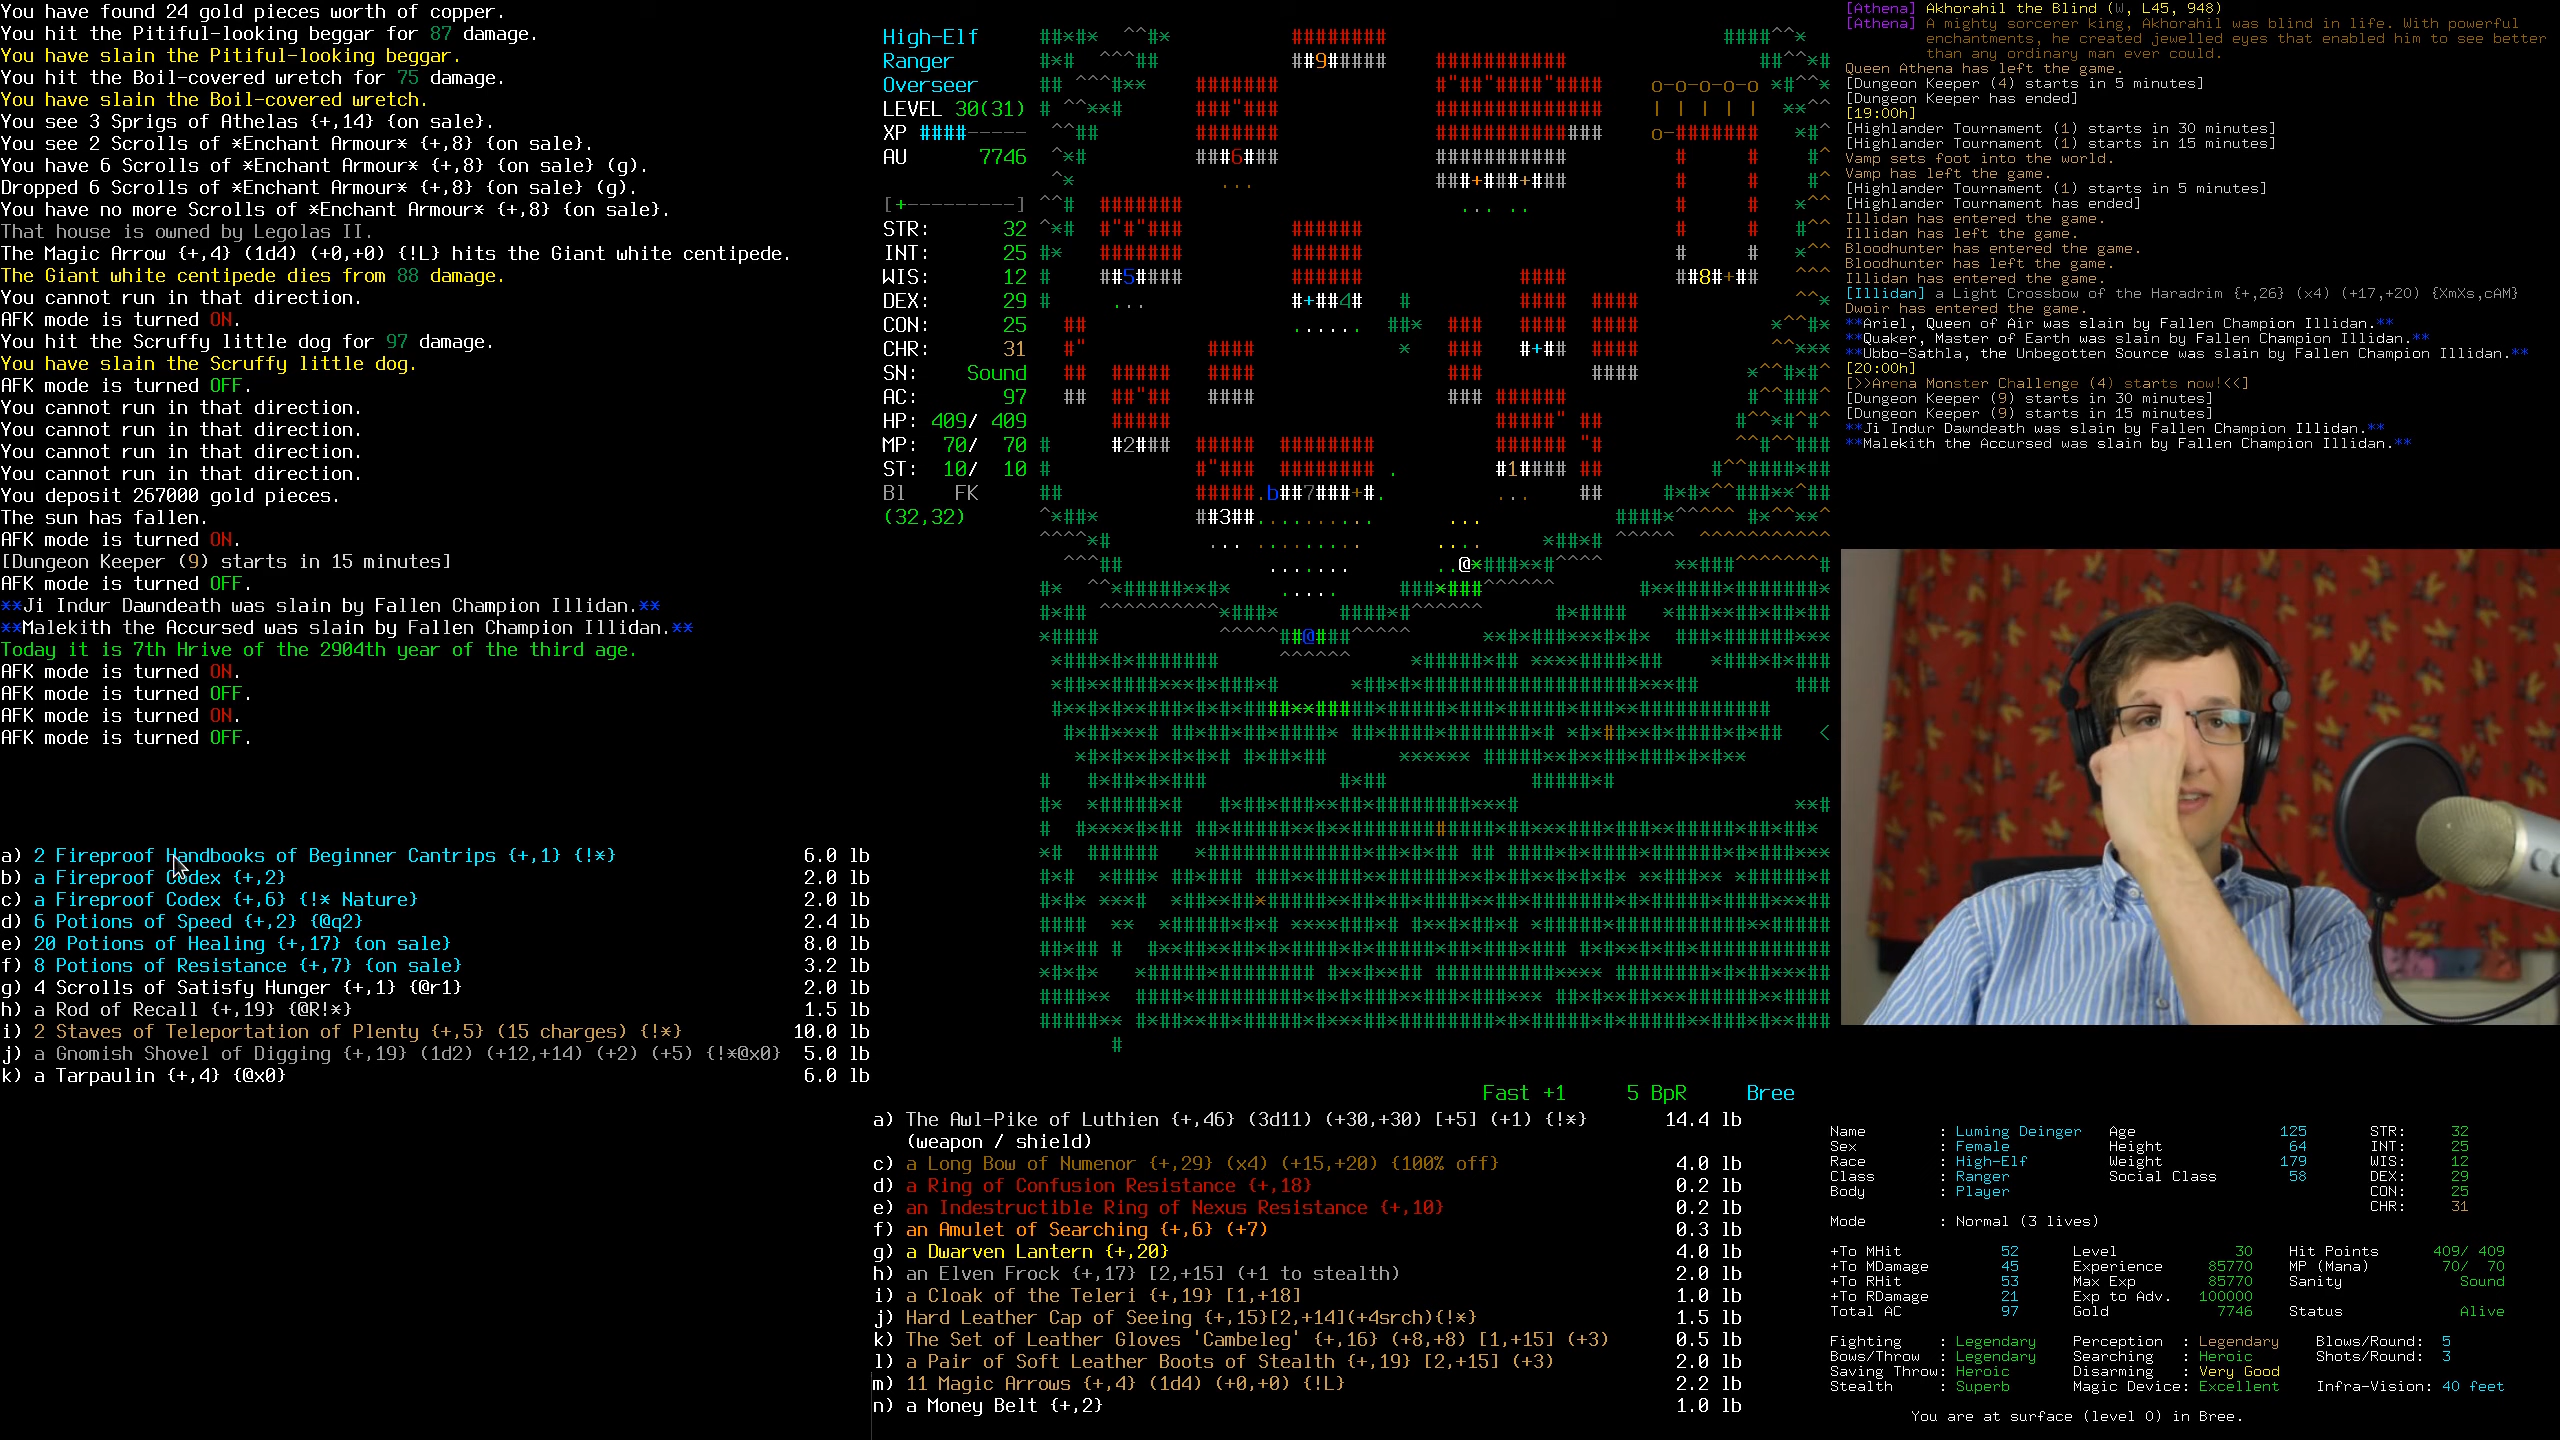 You have found 24 gold pieces worth of copper.
You hit the Pitiful-looking beggar for 87 damage.
You have slain the Pitiful-looking beggar.
You hit the Boil-covered wretch for 75 damage.
You have slain the Boil-covered wretch.
You see 3 Sprigs of Athelas {+,14} {on sale}.
You see 2 Scrolls of *Enchant Armour* {+,8} {on sale}.
You have 6 Scrolls of *Enchant Armour* {+,8} {on sale} (g).
Dropped 6 Scrolls of *Enchant Armour* {+,8} {on sale} (g).
You have no more Scrolls of *Enchant Armour* {+,8} {on sale}.
That house is owned by Legolas II.
The Magic Arrow {+,4} (1d4) (+0,+0) {!L} hits the Giant white centipede.
The Giant white centipede dies from 88 damage.
You cannot run in that direction.
AFK mode is turned ON.
You hit the Scruffy little dog for 97 damage.
You have slain the Scruffy little dog.
AFK mode is turned OFF.
You cannot run in that direction.
You cannot run in that direction.
You cannot run in that direction.
You cannot run in that direction.
You deposit 267000 gold pieces.
The sun has fallen.
AFK mode is turned ON.
[Dungeon Keeper (9) starts in 15 minutes]
AFK mode is turned OFF.
**Ji Indur Dawndeath was slain by Fallen Champion Illidan.**
**Malekith the Accursed was slain by Fallen Champion Illidan.**
Today it is 7th Hrive of the 2904th year of the third age.
AFK mode is turned ON.
AFK mode is turned OFF.
AFK mode is turned ON.
AFK mode is turned OFF.
a) 2 Fireproof Handbooks of Beginner Cantrips {+,1} {!*} 6.0 lb
b) a Fireproof Codex {+,2} 2.0 lb
c) a Fireproof Codex {+,6} {!* Nature} 2.0 lb
d) 6 Potions of Speed {+,2} {@q2} 2.4 lb
e) 20 Potions of Healing {+,17} {on sale} 8.0 lb
f) 8 Potions of Resistance {+,7} {on sale} 3.2 lb
g) 4 Scrolls of Satisfy Hunger {+,1} {@r1} 2.0 lb
h) a Rod of Recall {+,19} {@R!*} 1.5 lb
i) 2 Staves of Teleportation of Plenty {+,5} (15 charges) {!*} 10.0 lb
j) a Gnomish Shovel of Digging {+,19} (1d2) (+12,+14) (+2) (+5) {!*@x0} 5.0 lb
k) a Tarpaulin {+,4} {@x0} 6.0 lb
High-Elf
Ranger
Overseer
LEVEL 30(31)
XP ####-----
AU 7746
[+---------]
STR: 32
INT: 25
WIS: 12
DEX: 29
CON: 25
CHR: 31
SN: Sound
AC: 97
HP: 409/ 409
MP: 70/ 70
ST: 10/ 10
Bl FK
(32,32)
Fast +1 5 BpR Bree
a) The Awl-Pike of Luthien {+,46} (3d11) (+30,+30) [+5] (+1) {!*} 14.4 lb
(weapon / shield)
c) a Long Bow of Numenor {+,29} (x4) (+15,+20) {100% off} 4.0 lb
d) a Ring of Confusion Resistance {+,18} 0.2 lb
e) an Indestructible Ring of Nexus Resistance {+,10} 0.2 lb
f) an Amulet of Searching {+,6} (+7) 0.3 lb
g) a Dwarven Lantern {+,20} 4.0 lb
h) an Elven Frock {+,17} [2,+15] (+1 to stealth) 2.0 lb
i) a Cloak of the Teleri {+,19} [1,+18] 1.0 lb
j) Hard Leather Cap of Seeing {+,15}[2,+14](+4srch){!*} 1.5 lb
k) The Set of Leather Gloves 'Cambeleg' {+,16} (+8,+8) [1,+15] (+3) 0.5 lb
l) a Pair of Soft Leather Boots of Stealth {+,19} [2,+15] (+3) 2.0 lb
m) 11 Magic Arrows {+,4} (1d4) (+0,+0) {!L} 2.2 lb
n) a Money Belt {+,2} 1.0 lb
[Athena] Akhorahil the Blind (W, L45, 948)
[Athena] A mighty sorcerer king, Akhorahil was blind in life. With powerful
enchantments, he created jewelled eyes that enabled him to see better
than any ordinary man ever could.
Queen Athena has left the game.
[Dungeon Keeper (4) starts in 5 minutes]
[Dungeon Keeper has ended]
[19:00h]
[Highlander Tournament (1) starts in 30 minutes]
[Highlander Tournament (1) starts in 15 minutes]
Vamp sets foot into the world.
Vamp has left the game.
[Highlander Tournament (1) starts in 5 minutes]
[Highlander Tournament has ended]
Illidan has entered the game.
Illidan has left the game.
Bloodhunter has entered the game.
Bloodhunter has left the game.
Illidan has entered the game.
[Illidan] a Light Crossbow of the Haradrim {+,26} (x4) (+17,+20) {XmXs,cAM}
Dwoir has entered the game.
**Ariel, Queen of Air was slain by Fallen Champion Illidan.**
**Quaker, Master of Earth was slain by Fallen Champion Illidan.**
**Ubbo-Sathla, the Unbegotten Source was slain by Fallen Champion Illidan.**
[20:00h]
[>>Arena Monster Challenge (4) starts now!<<]
[Dungeon Keeper (9) starts in 30 minutes]
[Dungeon Keeper (9) starts in 15 minutes]
**Ji Indur Dawndeath was slain by Fallen Champion Illidan.**
**Malekith the Accursed was slain by Fallen Champion Illidan.**
Name : Luming Deinger Age 125 STR: 32
Sex : Female Height 64 INT: 25
Race : High-Elf Weight 179 WIS: 12
Class : Ranger Social Class 58 DEX: 29
Body : Player CON: 25
CHR: 31
Mode : Normal (3 lives)
+To MHit 52 Level 30 Hit Points 409/ 409
+To MDamage 45 Experience 85770 MP (Mana) 70/ 70
+To RHit 53 Max Exp 85770 Sanity Sound
+To RDamage 21 Exp to Adv. 100000
Total AC 97 Gold 7746 Status Alive
Fighting : Legendary Perception : Legendary Blows/Round: 5
Bows/Throw : Legendary Searching : Heroic Shots/Round: 3
Saving Throw: Heroic Disarming : Very Good
Stealth : Superb Magic Device: Excellent Infra-Vision: 40 feet
You are at surface (level 0) in Bree.